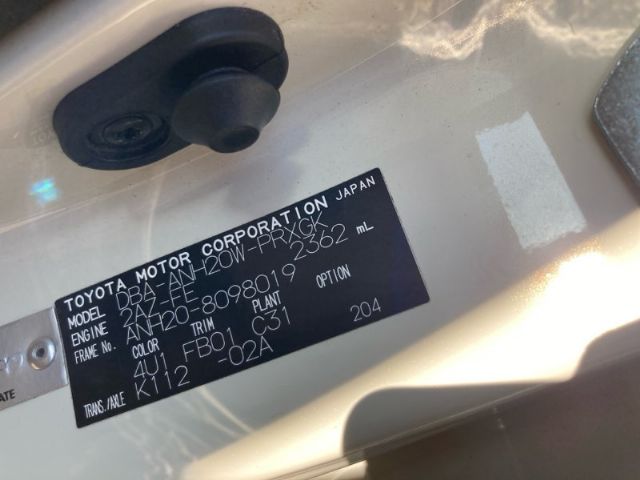 TOYOTA MOTOR CORPORATION JAPAN
MODEL DBA-ANH20W-PRXGK
ENGINE 2AZ-FE 2362 mL
FRAME No. ANH20-8098019
COLOR TRIM PLANT OPTION
4U1 FB01 C31 204
TRANS./AXLE K112 -02A